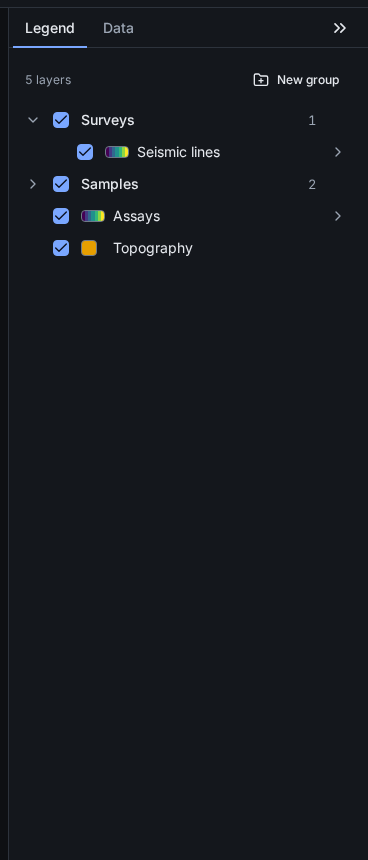 Legend Data
5 layers New group
Surveys 1
Seismic lines
Samples 2
Assays
Topography